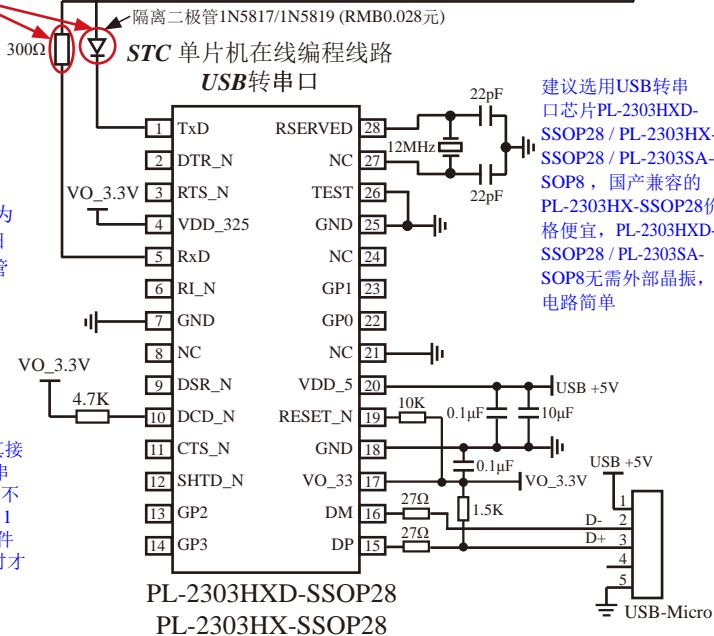 隔离二极管1N5817/1N5819 (RMB0.028元)
300Ω
STC 单片机在线编程线路
USB转串口
1 TxD
2 DTR_N
3 RTS_N
4 VDD_325
5 RxD
6 RI_N
7 GND
8 NC
9 DSR_N
10 DCD_N
11 CTS_N
12 SHTD_N
13 GP2
14 GP3
RSERVED 28
NC 27
TEST 26
GND 25
NC 24
GP1 23
GP0 22
NC 21
VDD_5 20
RESET_N 19
GND 18
VO_33 17
DM 16
DP 15
VO_3.3V
VO_3.3V
4.7K
22pF
12MHz
22pF
10K
0.1μF
10μF
USB +5V
0.1μF
VO_3.3V
27Ω
27Ω
1.5K
USB +5V
D-
D+
1
2
3
4
5
USB-Micro
建议选用USB转串
口芯片PL-2303HXD-
SSOP28 / PL-2303HX-
SSOP28 / PL-2303SA-
SOP8 ，国产兼容的
PL-2303HX-SSOP28价
格便宜，PL-2303HXD-
SSOP28 / PL-2303SA-
SOP8无需外部晶振，
电路简单
为
管
接
串
不
1
件
时才
PL-2303HXD-SSOP28
PL-2303HX-SSOP28